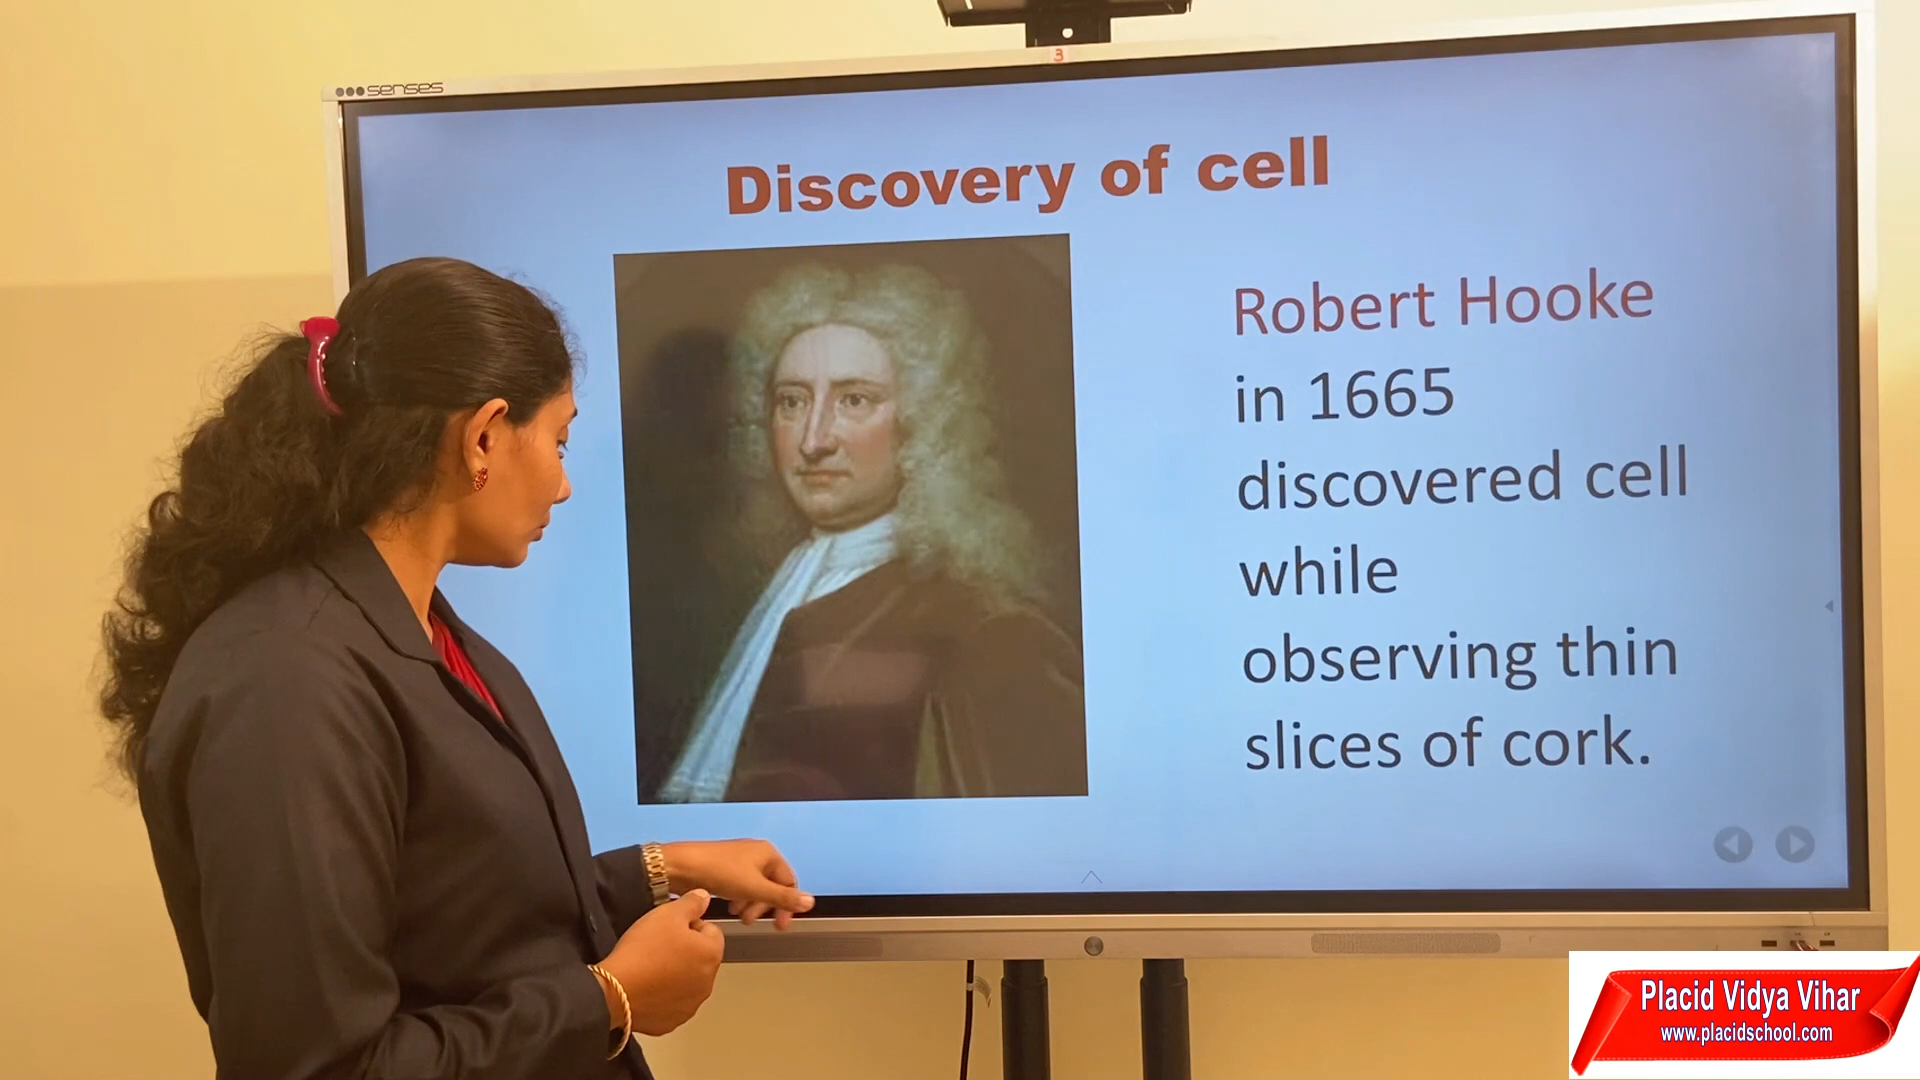 3
senses
Discovery of cell
Robert Hooke
in 1665
discovered cell
while
observing thin
slices of cork.
Placid Vidya Vihar
www.placidschool.com